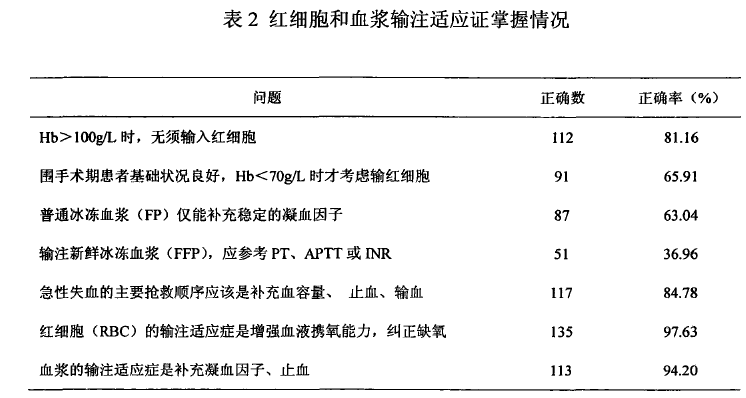 表 2 红细胞和血浆输注适应证掌握情况
问题 正确数 正确率（%）
Hb＞100g/L 时，无须输入红细胞 112 81.16
围手术期患者基础状况良好，Hb＜70g/L 时才考虑输红细胞 91 65.91
普通冰冻血浆（FP）仅能补充稳定的凝血因子 87 63.04
输注新鲜冰冻血浆（FFP），应参考 PT、APTT 或 INR 51 36.96
急性失血的主要抢救顺序应该是补充血容量、 止血、输血 117 84.78
红细胞（RBC）的输注适应症是增强血液携氧能力，纠正缺氧 135 97.63
血浆的输注适应症是补充凝血因子、止血 113 94.20